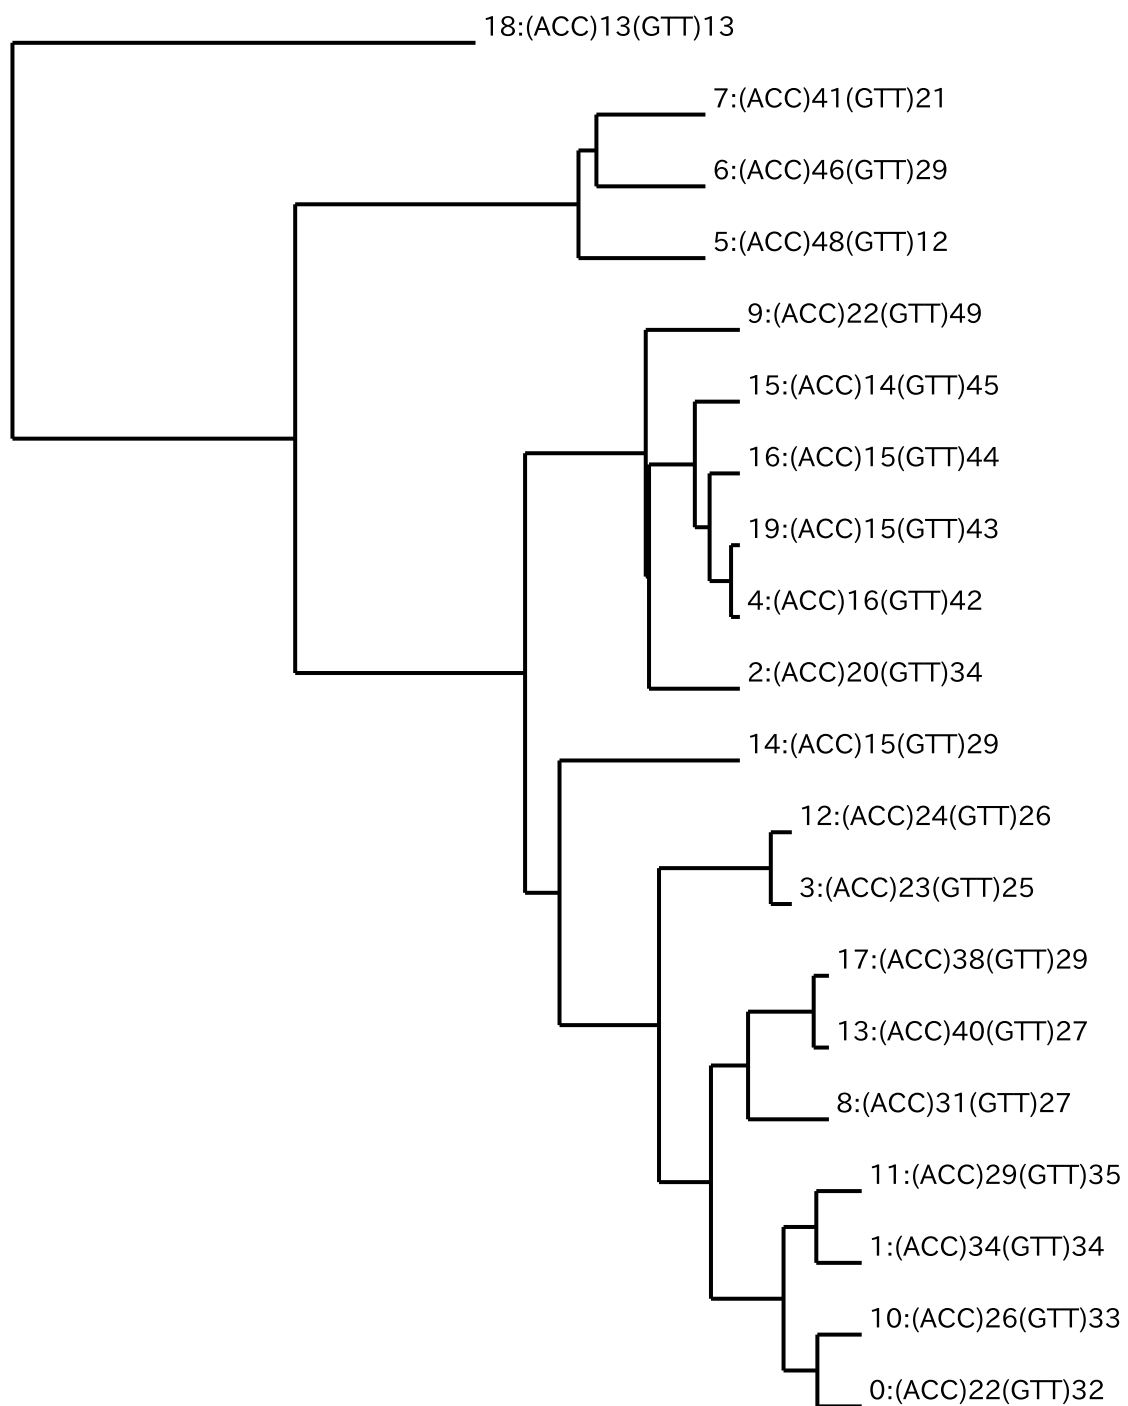 18:(ACC)13(GTT)13
7:(ACC)41(GTT)21
6:(ACC)46(GTT)29
5:(ACC)48(GTT)12
9:(ACC)22(GTT)49
15:(ACC)14(GTT)45
16:(ACC)15(GTT)44
19:(ACC)15(GTT)43
4:(ACC)16(GTT)42
2:(ACC)20(GTT)34
14:(ACC)15(GTT)29
12:(ACC)24(GTT)26
3:(ACC)23(GTT)25
17:(ACC)38(GTT)29
13:(ACC)40(GTT)27
8:(ACC)31(GTT)27
11:(ACC)29(GTT)35
1:(ACC)34(GTT)34
10:(ACC)26(GTT)33
0:(ACC)22(GTT)32